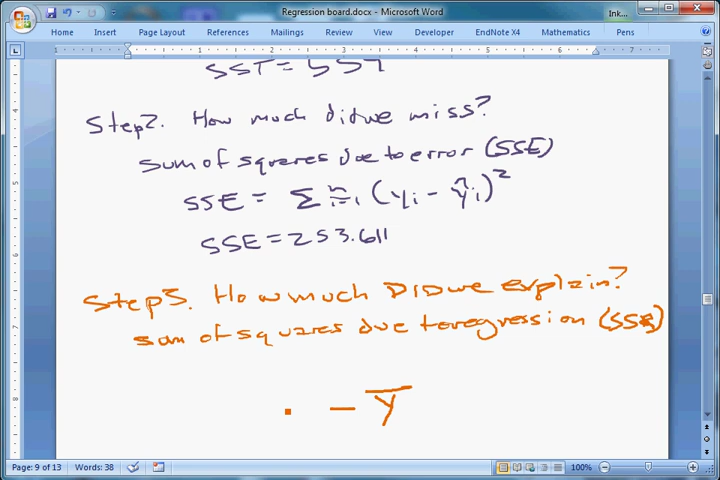 Regression board.docx - Microsoft Word
Ink...
Home Insert Page Layout References Mailings Review View Developer EndNote X4 Mathematics Pens
Step2. How much did we miss?
sum of squares due to error (SSE)
SSE = Σ n i=1 (yi - ŷi)2
SSE = 253.611
Step3. How much DID we explain?
sum of squares due to regression
. - ȳ
Page: 9 of 13 Words: 38 100%